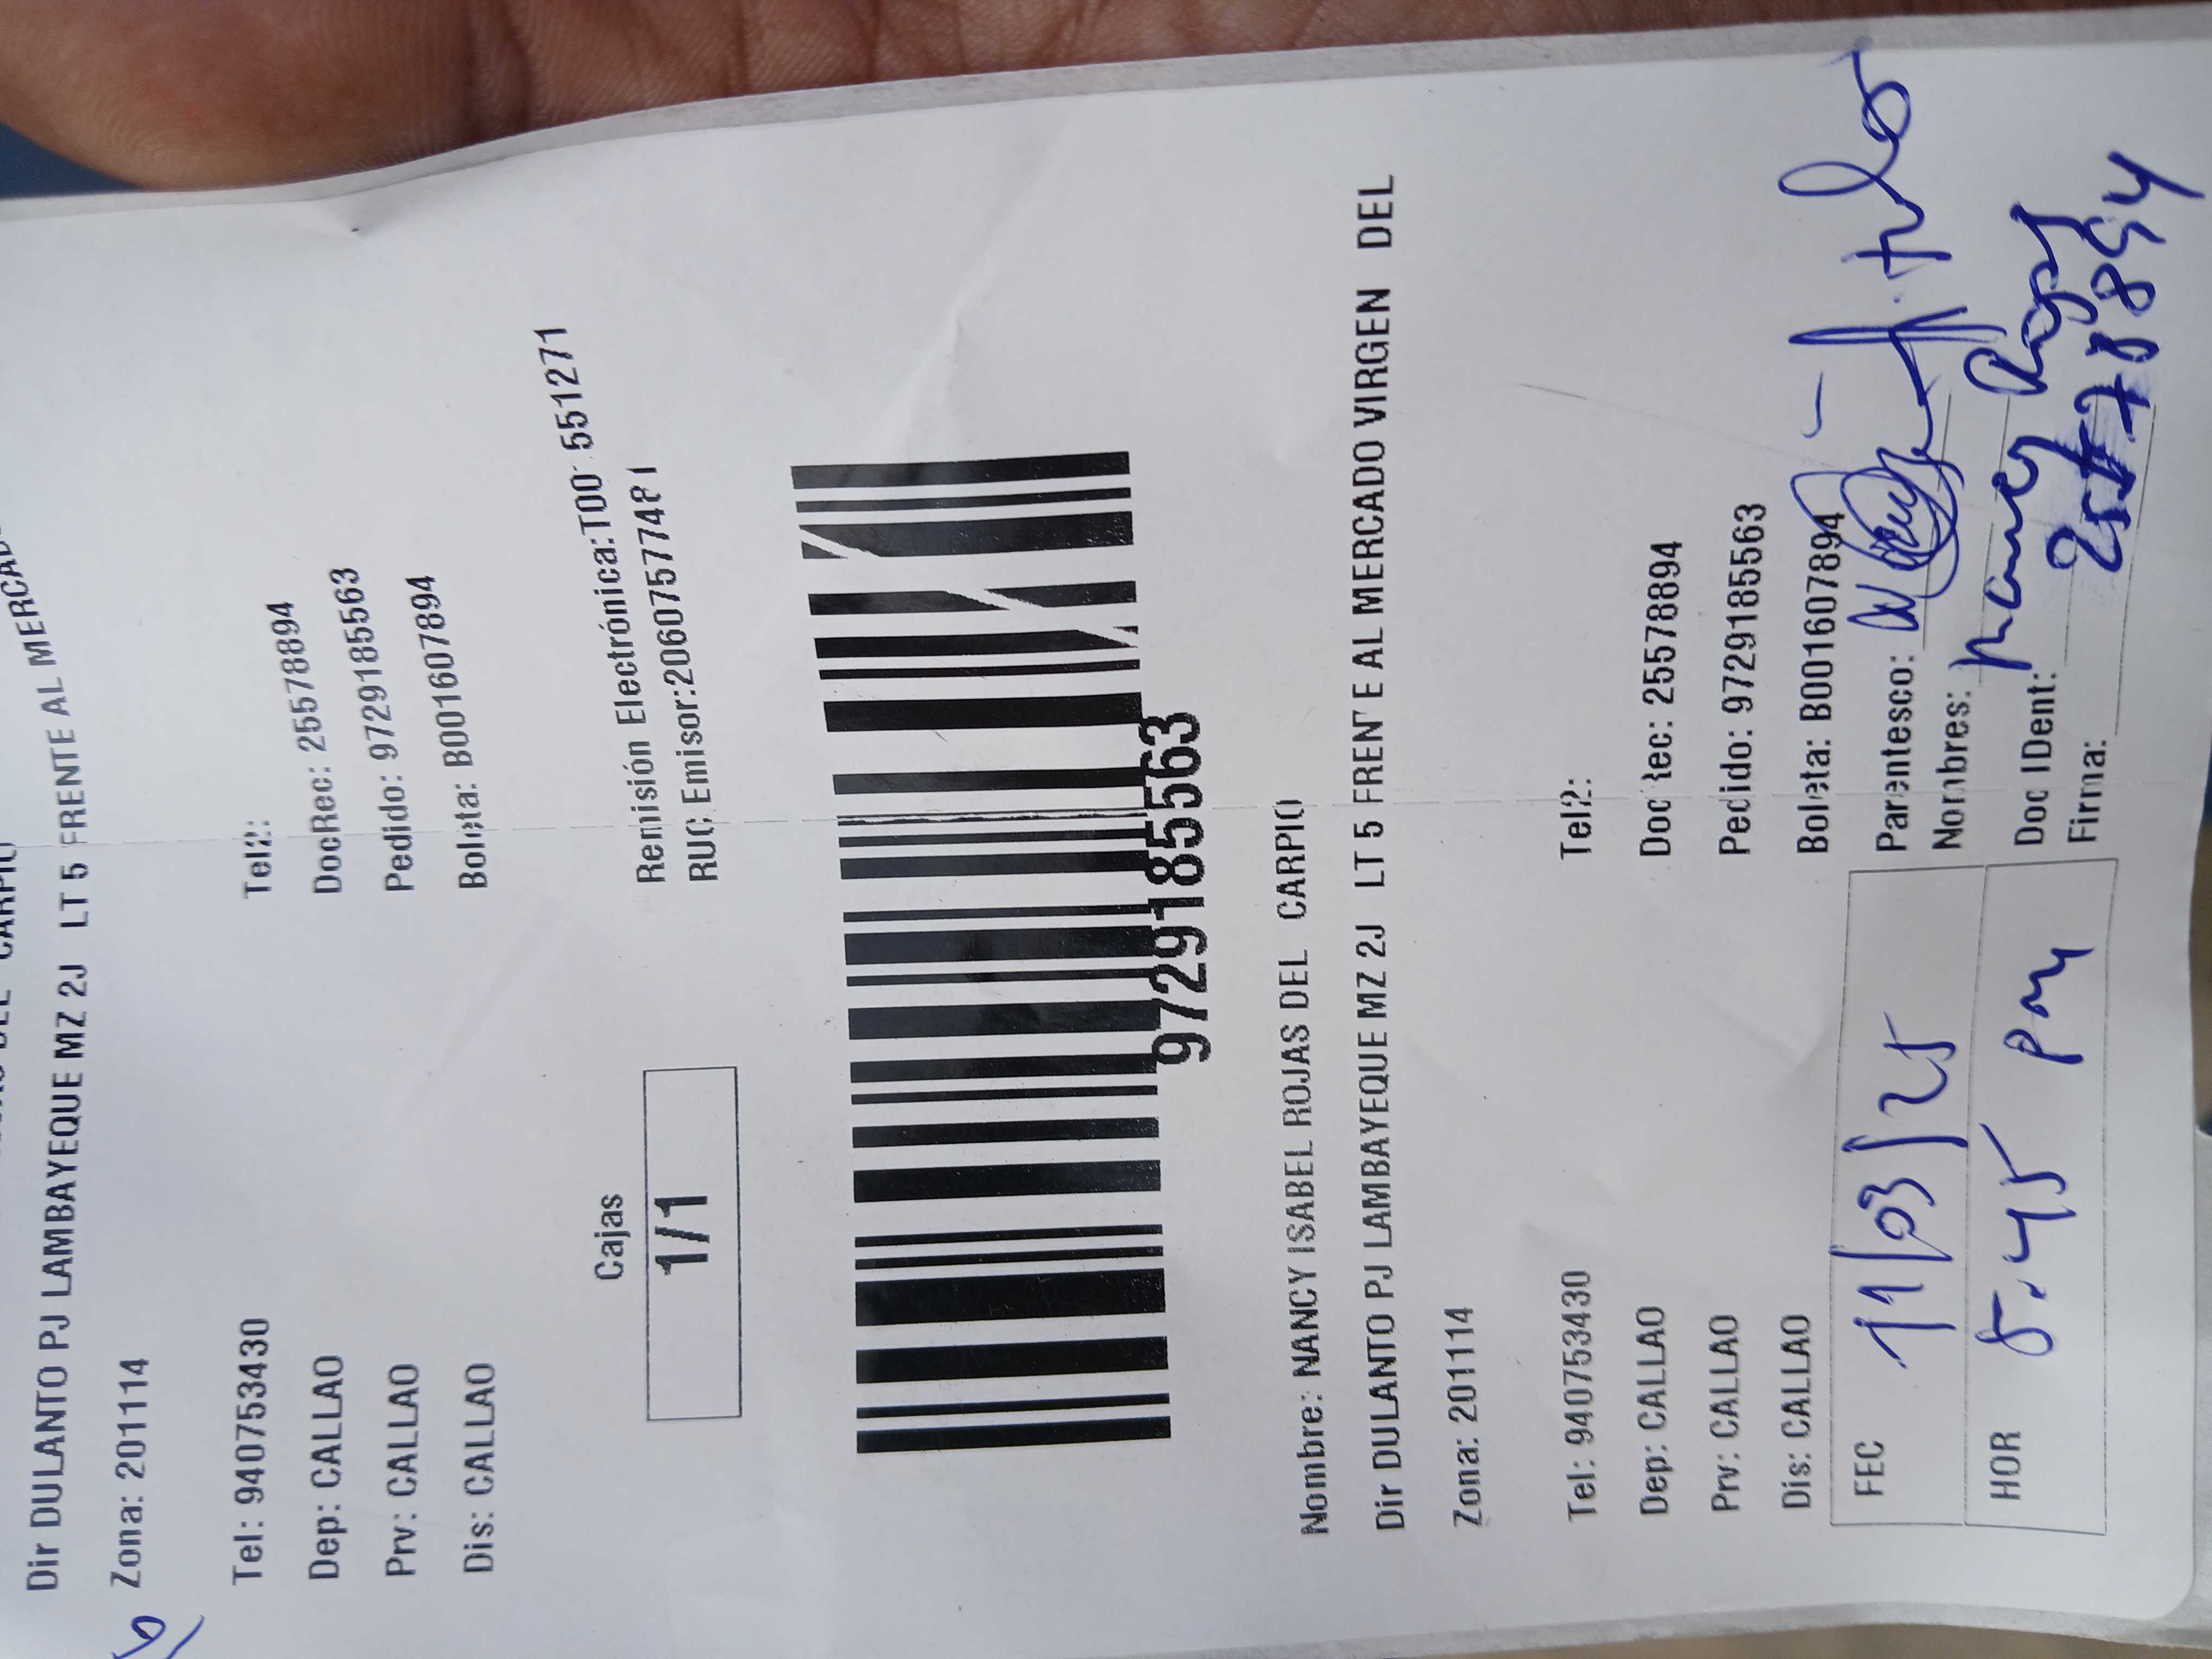 Dir DULANTO PJ LAMBAYEQUE MZ 2J LT 5 FRENTE AL MERCAD
Zona: 201114
Tel: 940753430 Tel2:
Dep: CALLAO DocRec: 25578894
Prv: CALLAO Pedido: 9729185563
Dis: CALLAO Boleta: B001607894
Cajas
1/1
Remisión Electrónica:T00 551271
RUC Emisor:20607577481
9729185563
Nombre: NANCY ISABEL ROJAS DEL CARPIO
Dir DULANTO PJ LAMBAYEQUE MZ 2J LT 5 FRENTE AL MERCADO VIRGEN DEL
Zona: 201114
Tel: 940753430 Tel2:
Dep: CALLAO DocRec: 25578894
Prv: CALLAO Pedido: 9729185563
Dis: CALLAO Boleta: B001607894
FEC 11/03/25
HOR 5:45 pm
Parentesco: titular
Nombres: Nancy Rojas
Doc IDent: 25578894
Firma: